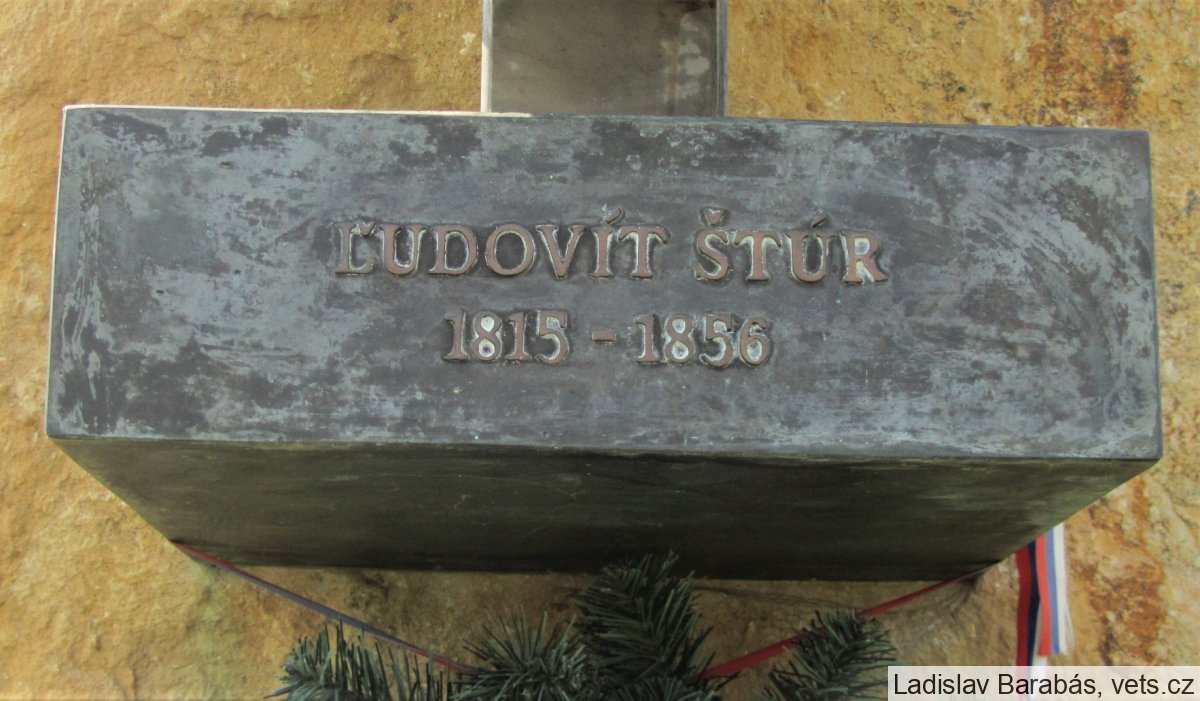 ĽUDOVÍT ŠTÚR
1815 - 1856
Ladislav Barabás, vets.cz